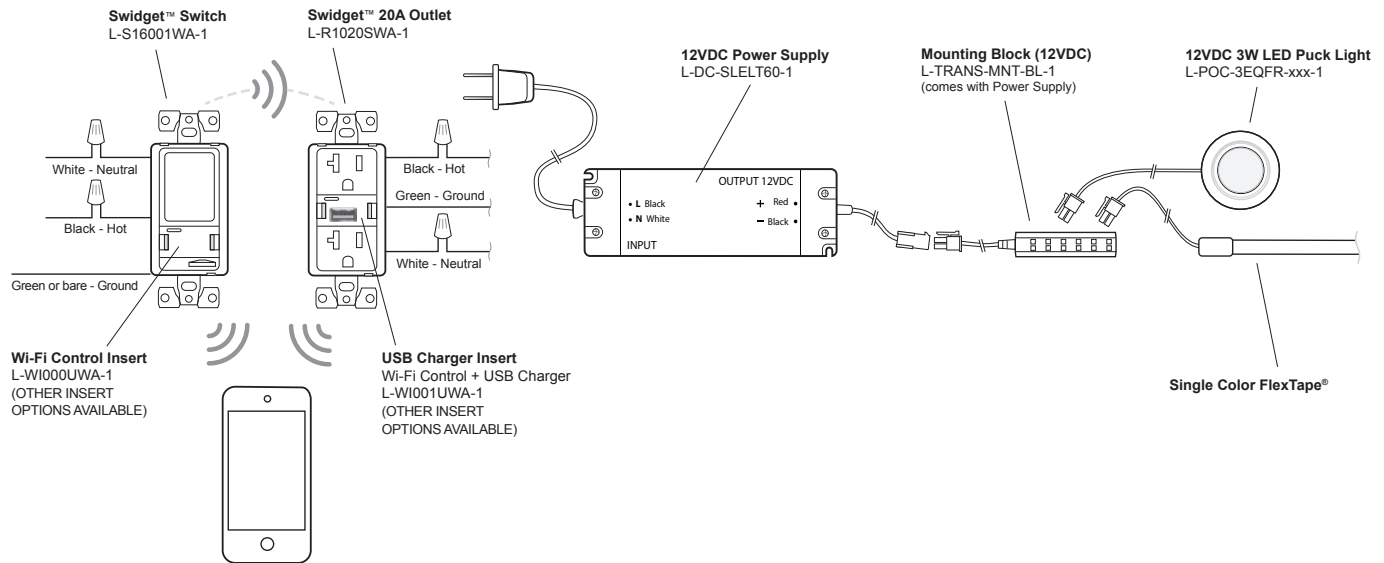 Swidget™ Switch
L-S16001WA-1
Swidget™ 20A Outlet
L-R1020SWA-1
12VDC Power Supply
L-DC-SLELT60-1
Mounting Block (12VDC)
L-TRANS-MNT-BL-1
(comes with Power Supply)
12VDC 3W LED Puck Light
L-POC-3EQFR-xxx-1
White - Neutral
Black - Hot
Green or bare - Ground
Black - Hot
Green - Ground
White - Neutral
OUTPUT 12VDC
• L Black
• N White
INPUT
+ Red •
– Black •
Wi-Fi Control Insert
L-WI000UWA-1
(OTHER INSERT
OPTIONS AVAILABLE)
USB Charger Insert
Wi-Fi Control + USB Charger
L-WI001UWA-1
(OTHER INSERT
OPTIONS AVAILABLE)
Single Color FlexTape®